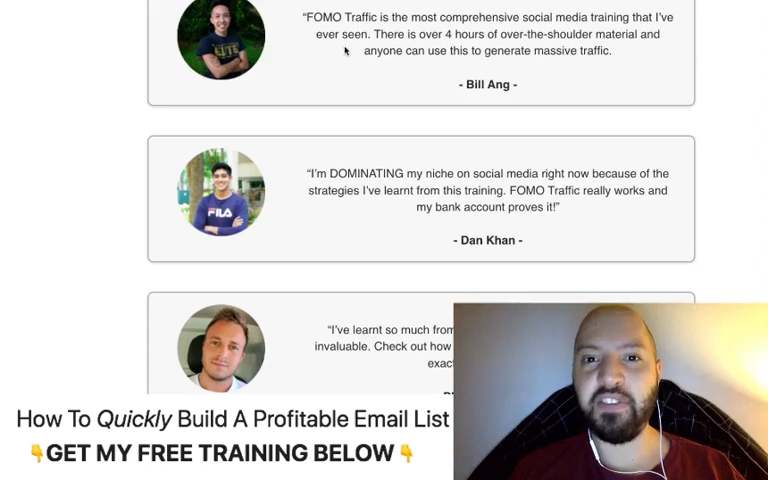 “FOMO Traffic is the most comprehensive social media training that I’ve
ever seen. There is over 4 hours of over-the-shoulder material and
anyone can use this to generate massive traffic.
- Bill Ang -
“I’m DOMINATING my niche on social media right now because of the
strategies I’ve learnt from this training. FOMO Traffic really works and
my bank account proves it!”
- Dan Khan -
FILA
“I’ve learnt so much from
invaluable. Check out how
How To Quickly Build A Profitable Email List
👇GET MY FREE TRAINING BELOW👇